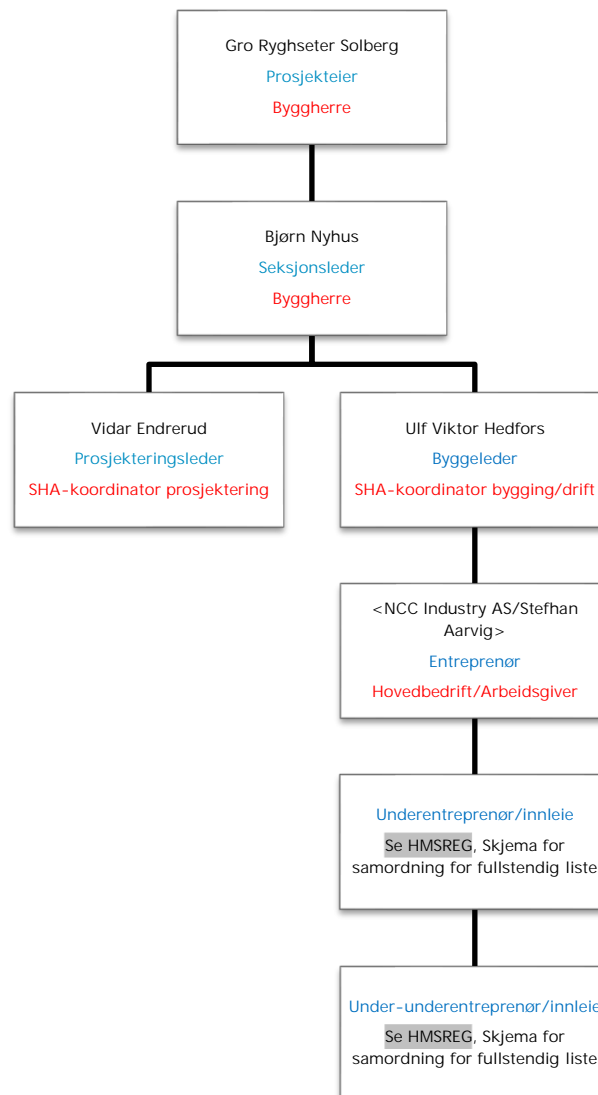 Gro Ryghseter Solberg
Prosjekteier
Byggherre
Bjørn Nyhus
Seksjonsleder
Byggherre
Vidar Endrerud
Prosjekteringsleder
SHA-koordinator prosjektering
Ulf Viktor Hedfors
Byggeleder
SHA-koordinator bygging/drift
<NCC Industry AS/Stefhan
Aarvig>
Entreprenør
Hovedbedrift/Arbeidsgiver
Underentreprenør/innleie
Se HMSREG, Skjema for
samordning for fullstendig liste
Under-underentreprenør/innleie
Se HMSREG, Skjema for
samordning for fullstendig liste